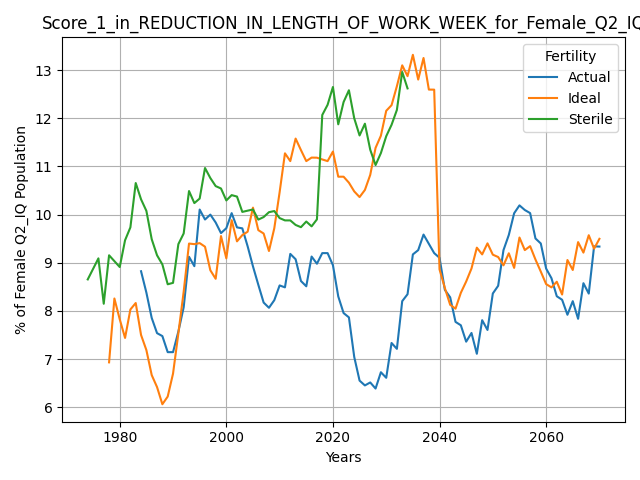 Score_1_in_REDUCTION_IN_LENGTH_OF_WORK_WEEK_for_Female_Q2_IQ
Fertility
Actual
Ideal
Sterile
% of Female Q2_IQ Population
13
12
11
10
9
8
7
6
1980 2000 2020 2040 2060
Years